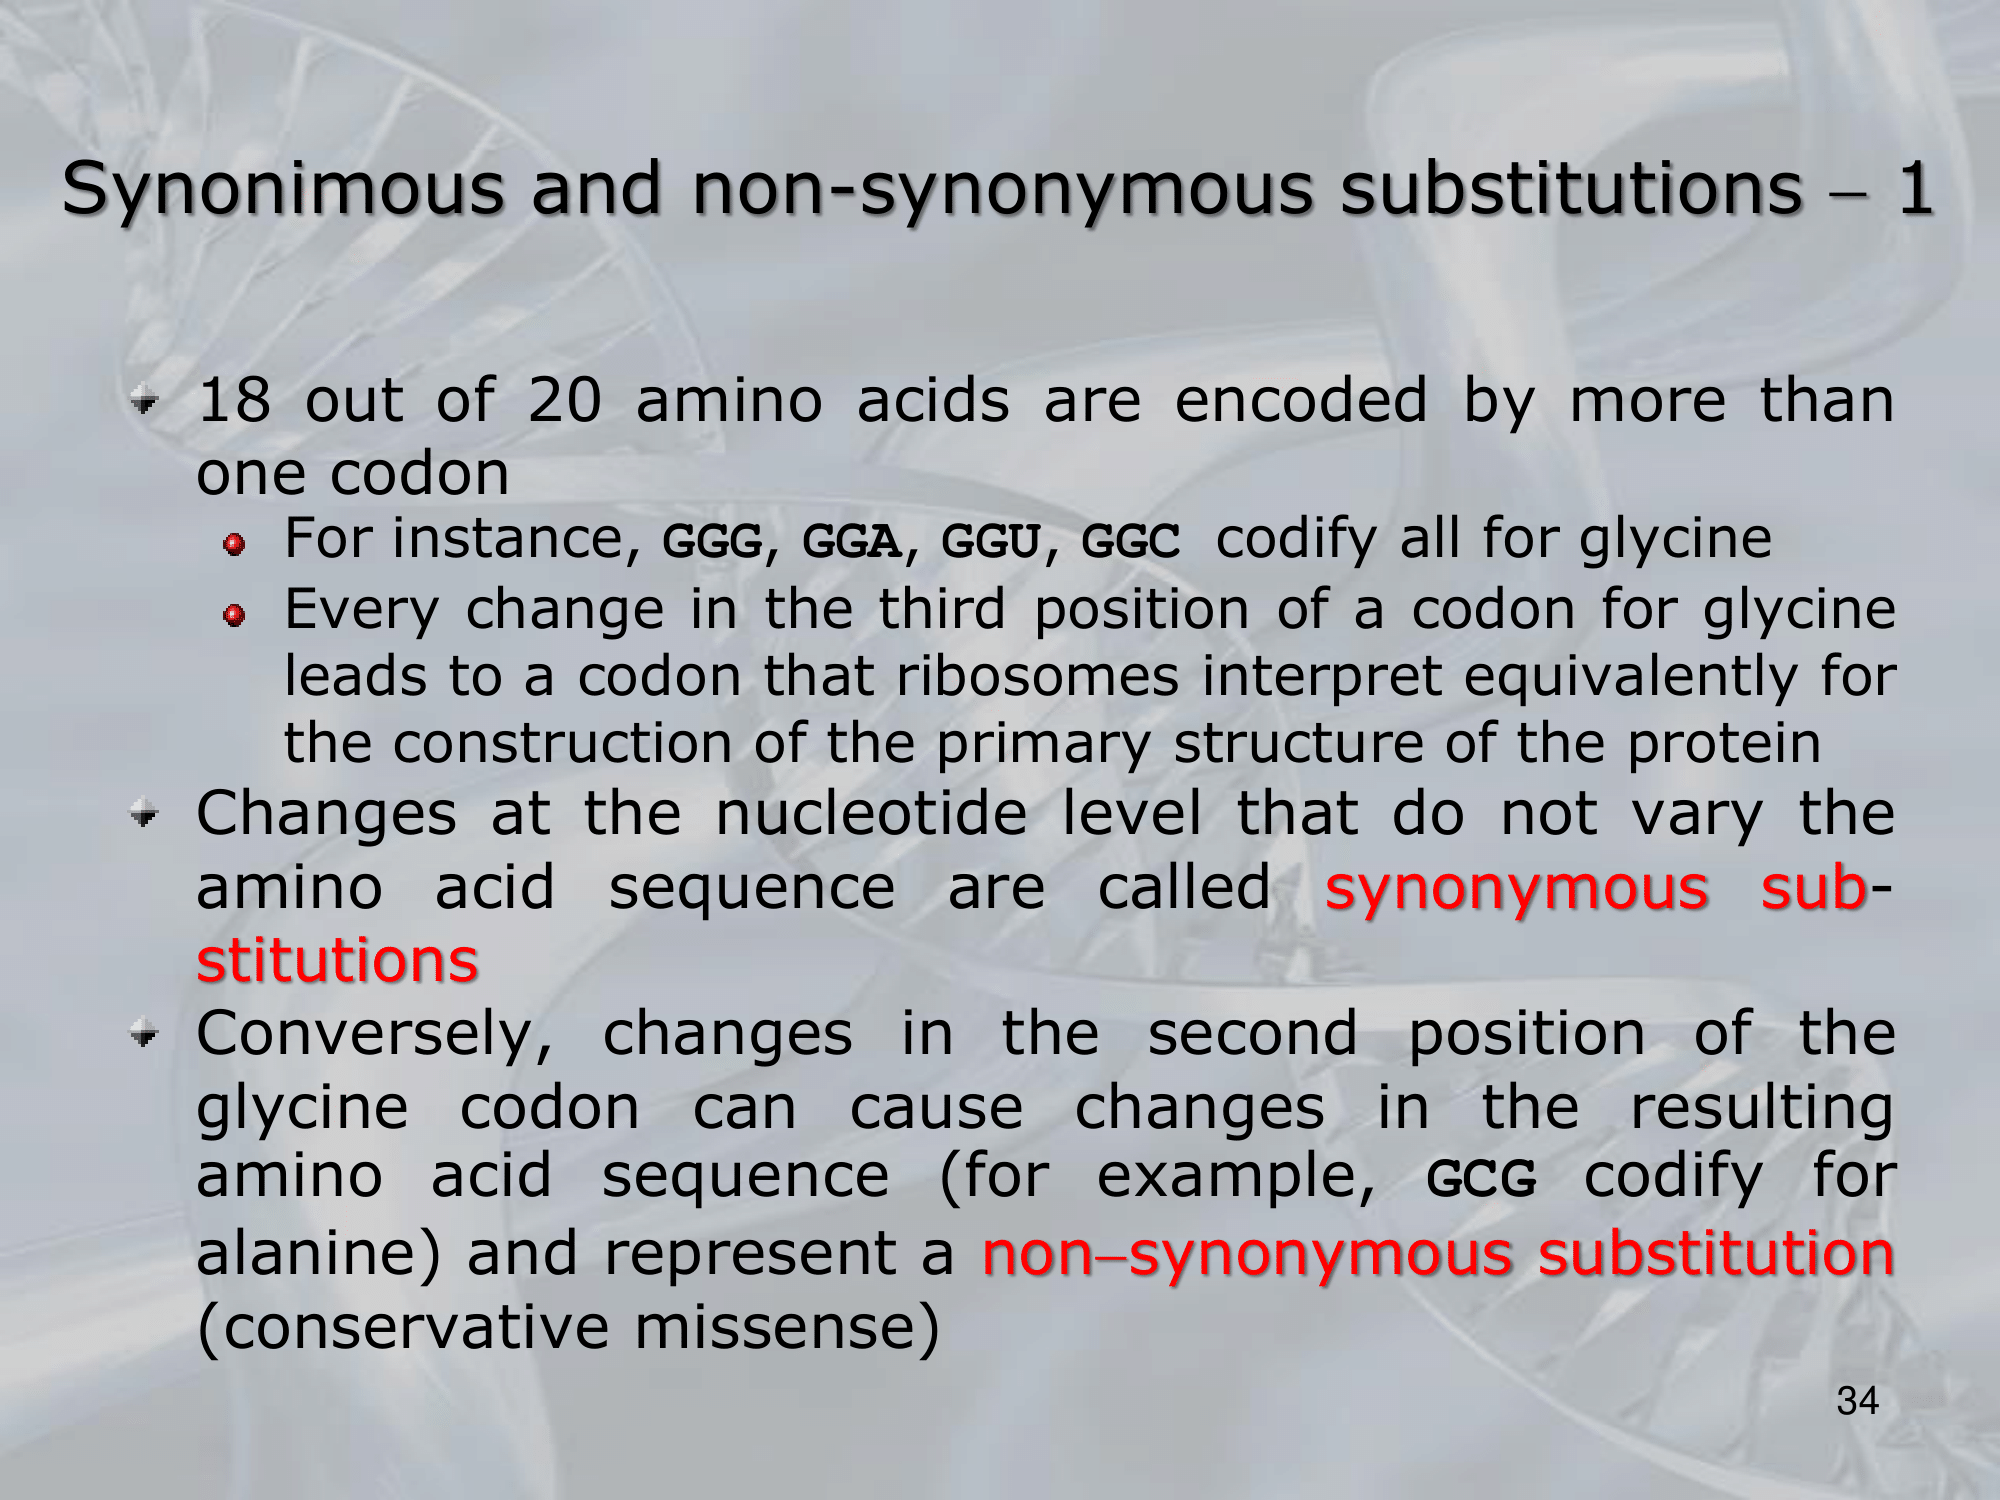 Synonimous and non-synonymous substitutions – 1
18 out of 20 amino acids are encoded by more than
one codon
For instance, GGG, GGA, GGU, GGC codify all for glycine
Every change in the third position of a codon for glycine
leads to a codon that ribosomes interpret equivalently for
the construction of the primary structure of the protein
Changes at the nucleotide level that do not vary the
amino acid sequence are called synonymous sub-
stitutions
Conversely, changes in the second position of the
glycine codon can cause changes in the resulting
amino acid sequence (for example, GCG codify for
alanine) and represent a non–synonymous substitution
(conservative missense)
34